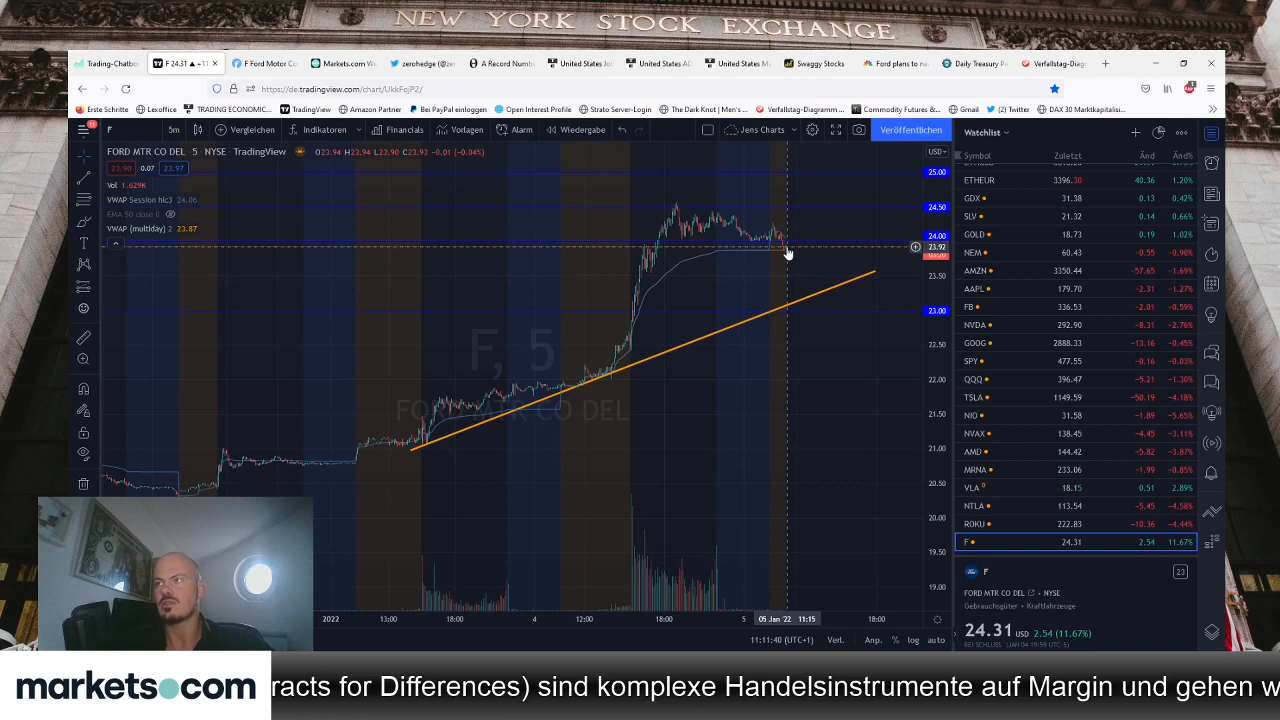 NEW YORK STOCK EXCHANGE
Trading-Chatbo
F 24.31 ▲ +11
F Ford Motor Co
Markets.com We
zerohedge (@ze
A Record Numbe
United States Jo
United States AD
United States Ma
Swaggy Stocks
Ford plans to ne
Daily Treasury Pa
Verfallstag-Diag
https://de.tradingview.com/chart/UkkFojP2/
Erste Schritte
Lexoffice
TRADING ECONOMIC...
TradingView
Amazon Partner
Bei PayPal einloggen
Open Interest Profile
Strato Server-Login
The Dark Knot | Men's ...
Verfallstag-Diagramm ...
Commodity Futures &...
Gmail
(2) Twitter
DAX 30 Marktkapitalisi...
11
F
5m
Vergleichen
Indikatoren
Financials
Vorlagen
Alarm
Wiedergabe
Jens Charts
Veröffentlichen
FORD MTR CO DEL 5 NYSE TradingView
O23.94 H23.94 L23.90 C23.93 -0.01 (-0.04%)
23.90 0.07 23.97
Vol 1.629K
VWAP Session hlc3 24.06
EMA 50 close 0
VWAP (multiday) 2 23.87
F, 5
FORD MTR CO DEL
USD
25.00
24.50
24.00
23.92
23.50
23.00
22.50
22.00
21.50
21.00
20.50
20.00
19.50
19.00
2022
13:00
18:00
4
12:00
18:00
5
05 Jan '22 11:15
18:00
11:11:40 (UTC+1)
Verl.
Anp.
%
log
auto
Watchlist
Symbol Zuletzt Änd Änd%
ETHEUR 3396.30 40.36 1.20%
GDX 31.38 0.13 0.42%
SLV 21.32 0.14 0.66%
GOLD 18.73 0.19 1.02%
NEM 60.43 -0.55 -0.90%
AMZN 3350.44 -57.65 -1.69%
AAPL 179.70 -2.31 -1.27%
FB 336.53 -2.01 -0.59%
NVDA 292.90 -8.31 -2.76%
GOOG 2888.33 -13.16 -0.45%
SPY 477.55 -0.16 -0.03%
QQQ 396.47 -5.21 -1.30%
TSLA 1149.59 -50.19 -4.18%
NIO 31.58 -1.89 -5.65%
NVAX 138.45 -4.45 -3.11%
AMD 144.42 -5.82 -3.87%
MRNA 233.06 -1.99 -0.85%
VLA D 18.15 0.51 2.89%
NTLA 113.54 -5.45 -4.58%
ROKU 222.83 -10.36 -4.44%
F 24.31 2.54 11.67%
F
23
FORD MTR CO DEL NYSE
Gebrauchsgüter • Kraftfahrzeuge
24.31 USD 2.54 (11.67%)
BEI SCHLUSS (JAN 04 19:59 UTC-5)
markets.com
racts for Differences) sind komplexe Handelsinstrumente auf Margin und gehen w